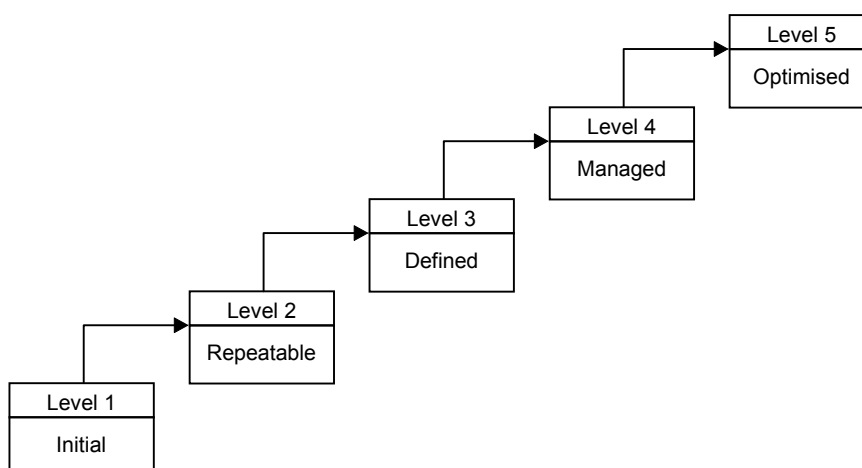 Level 5
Optimised
Level 4
Managed
Level 3
Defined
Level 2
Repeatable
Level 1
Initial